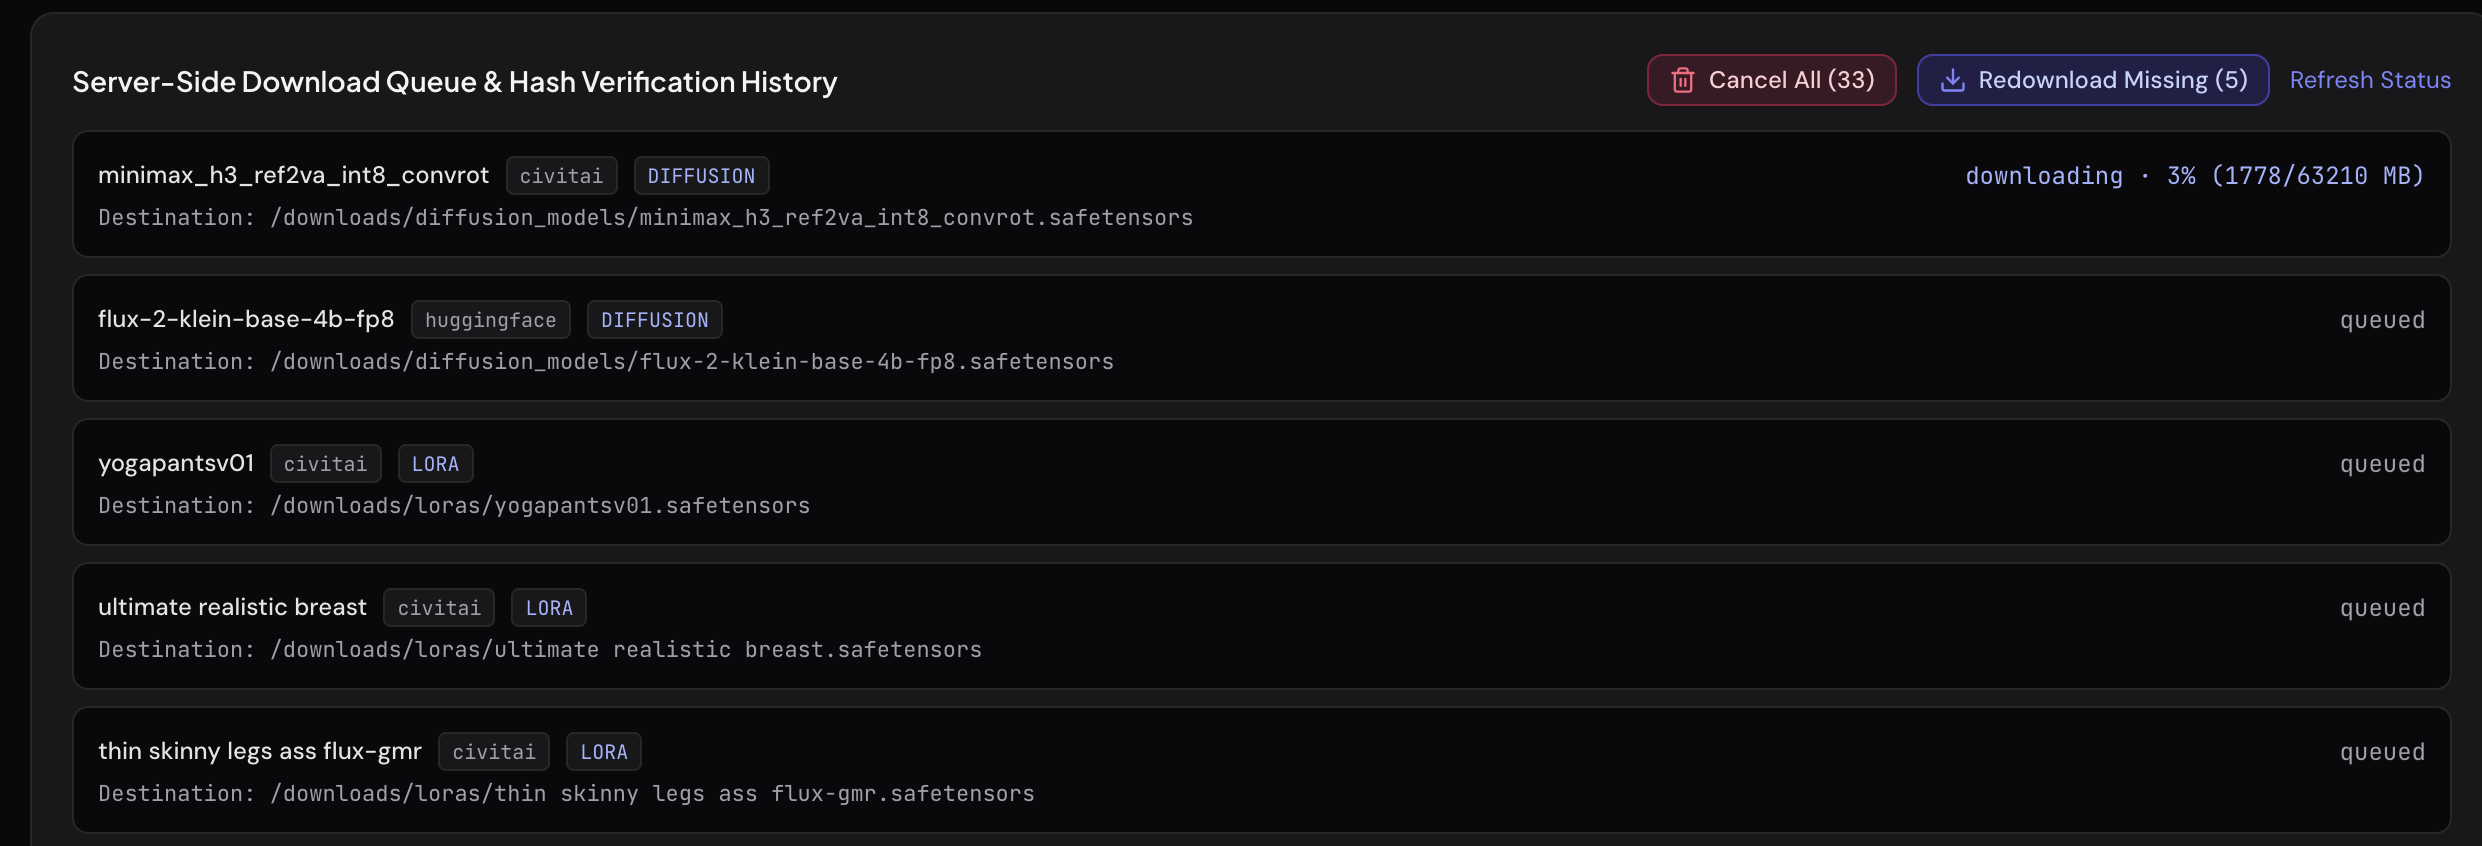 Server-Side Download Queue & Hash Verification History
Cancel All (33)
Redownload Missing (5)
Refresh Status
minimax_h3_ref2va_int8_convrot civitai DIFFUSION downloading · 3% (1778/63210 MB)
Destination: /downloads/diffusion_models/minimax_h3_ref2va_int8_convrot.safetensors
flux-2-klein-base-4b-fp8 huggingface DIFFUSION queued
Destination: /downloads/diffusion_models/flux-2-klein-base-4b-fp8.safetensors
yogapantsv01 civitai LORA queued
Destination: /downloads/loras/yogapantsv01.safetensors
ultimate realistic breast civitai LORA queued
Destination: /downloads/loras/ultimate realistic breast.safetensors
thin skinny legs ass flux-gmr civitai LORA queued
Destination: /downloads/loras/thin skinny legs ass flux-gmr.safetensors